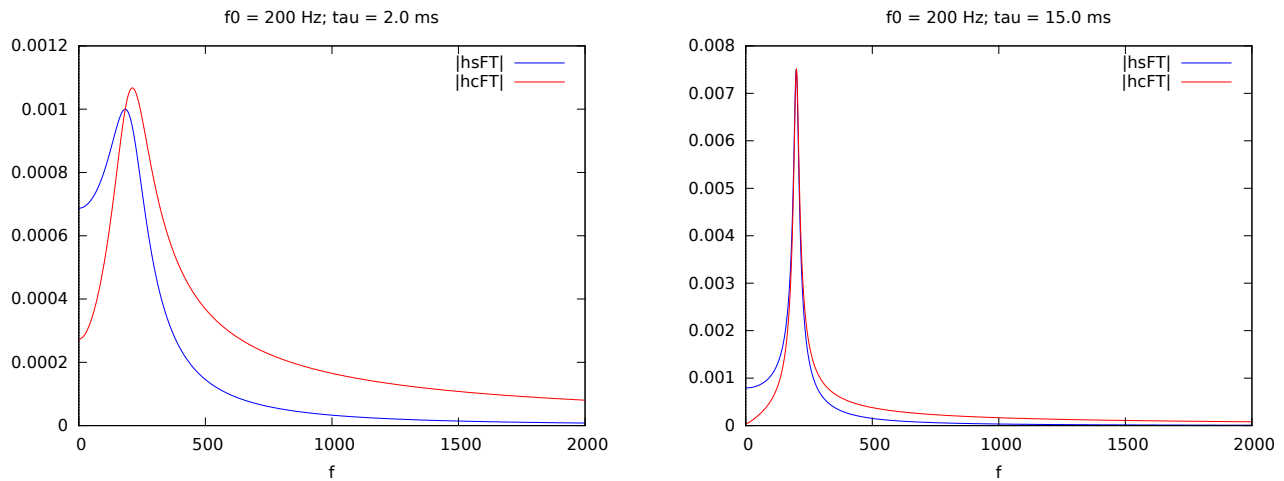 f0 = 200 Hz; tau = 2.0 ms
0.0012
0.001
0.0008
0.0006
0.0004
0.0002
0
|hsFT|
|hcFT|
0 500 1000 1500 2000
f
f0 = 200 Hz; tau = 15.0 ms
0.008
0.007
0.006
0.005
0.004
0.003
0.002
0.001
0
|hsFT|
|hcFT|
0 500 1000 1500 2000
f